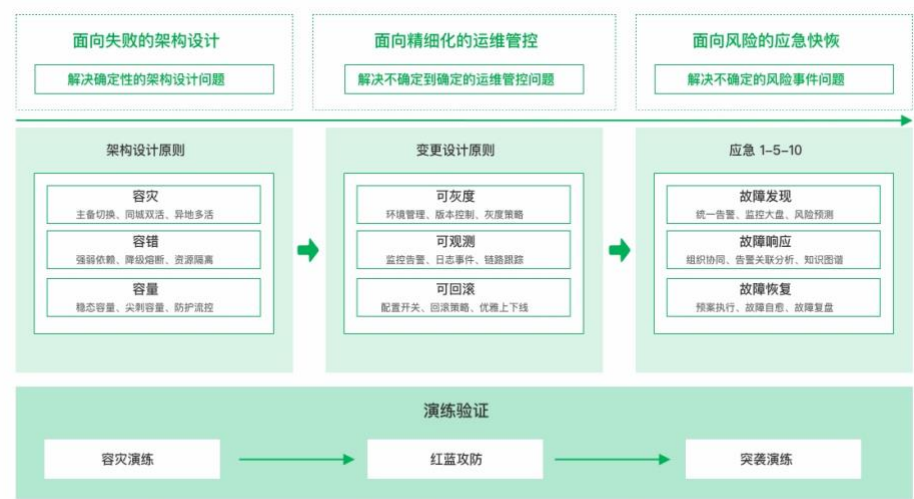 面向失败的架构设计
解决确定性的架构设计问题
面向精细化的运维管控
解决不确定到确定的运维管控问题
面向风险的应急快恢
解决不确定的风险事件问题
架构设计原则
容灾
主备切换、同城双活、异地多活
容错
强弱依赖、降级熔断、资源隔离
容量
稳态容量、尖刺容量、防护流控
变更设计原则
可灰度
环境管理、版本控制、灰度策略
可观测
监控告警、日志事件、链路跟踪
可回滚
配置开关、回滚策略、优雅上下线
应急 1-5-10
故障发现
统一告警、监控大盘、风险预测
故障响应
组织协同、告警关联分析、知识图谱
故障恢复
预案执行、故障自愈、故障复盘
演练验证
容灾演练
红蓝攻防
突袭演练